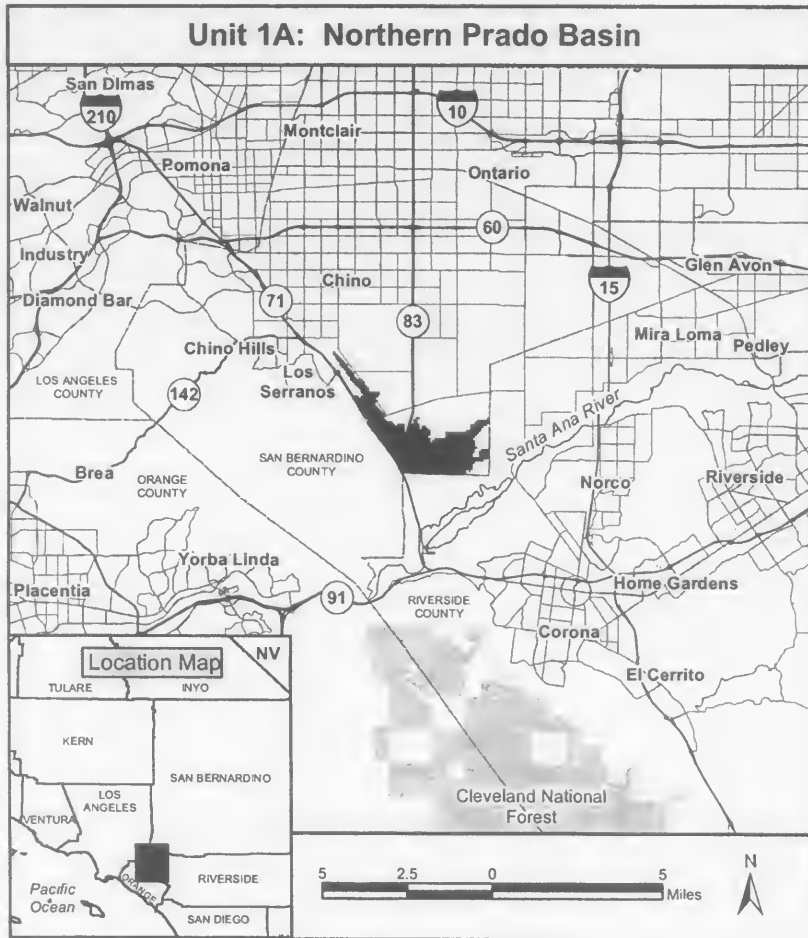 Unit 1A: Northern Prado Basin
San Dimas
210
10
Montclair
Pomona
Ontario
Walnut
60
Industry
Glen Avon
Chino
15
71
Diamond Bar
83
Mira Loma
Chino Hills
Pedley
Los
Serranos
LOS ANGELES
COUNTY
142
Santa Ana River
SAN BERNARDINO
COUNTY
Brea
ORANGE
COUNTY
Norco
Riverside
Yorba Linda
Placentia
Home Gardens
91
RIVERSIDE
COUNTY
Corona
El Cerrito
Location Map
NV
TULARE
INYO
KERN
SAN BERNARDINO
LOS
ANGELES
VENTURA
Cleveland National
Forest
RIVERSIDE
ORANGE
Pacific
Ocean
SAN DIEGO
5
2.5
0
5
Miles
N